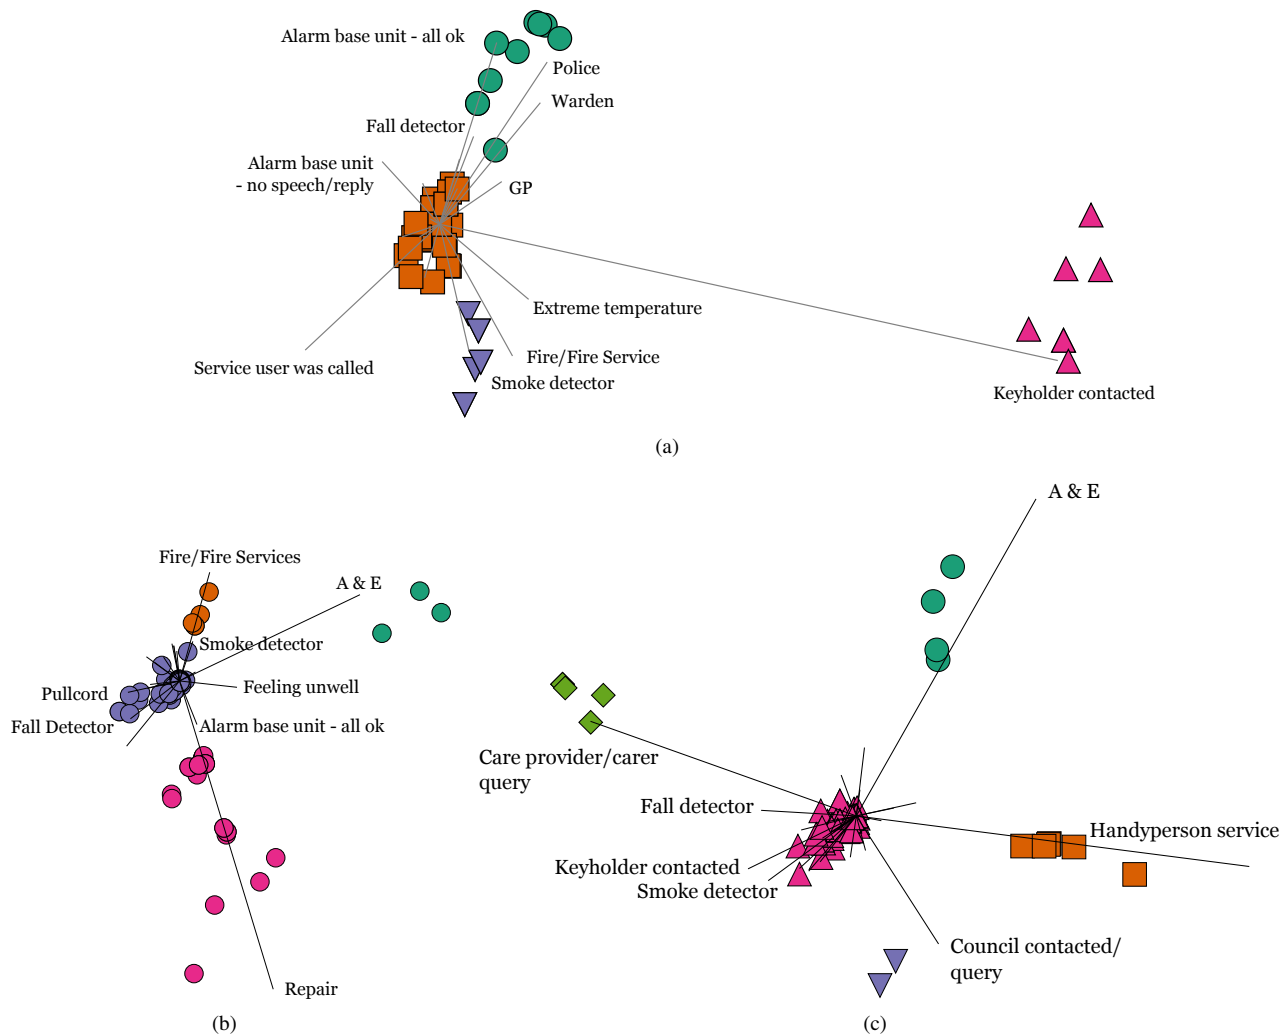 Alarm base unit - all ok
Police
Warden
Fall detector
Alarm base unit
- no speech/reply
GP
Extreme temperature
Service user was called
Fire/Fire Service
Smoke detector
Keyholder contacted
(a)
Fire/Fire Services
A & E
Smoke detector
Pullcord
Feeling unwell
Fall Detector
Alarm base unit - all ok
Repair
(b)
A & E
Care provider/carer
query
Fall detector
Handyperson service
Keyholder contacted
Smoke detector
Council contacted/
query
(c)